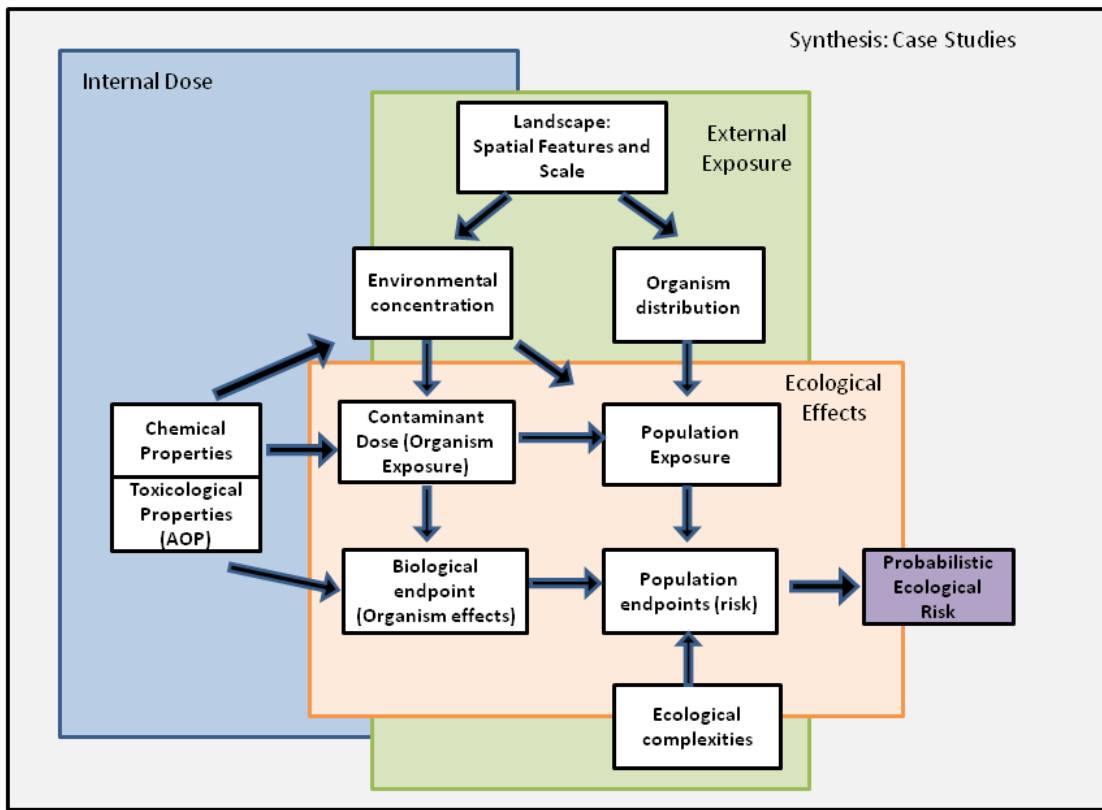 Synthesis: Case Studies
Internal Dose
Landscape:
Spatial Features and
Scale
External
Exposure
Environmental
concentration
Organism
distribution
Ecological
Effects
Chemical
Properties
Toxicological
Properties
(AOP)
Contaminant
Dose (Organism
Exposure)
Population
Exposure
Biological
endpoint
(Organism effects)
Population
endpoints (risk)
Probabilistic
Ecological
Risk
Ecological
complexities